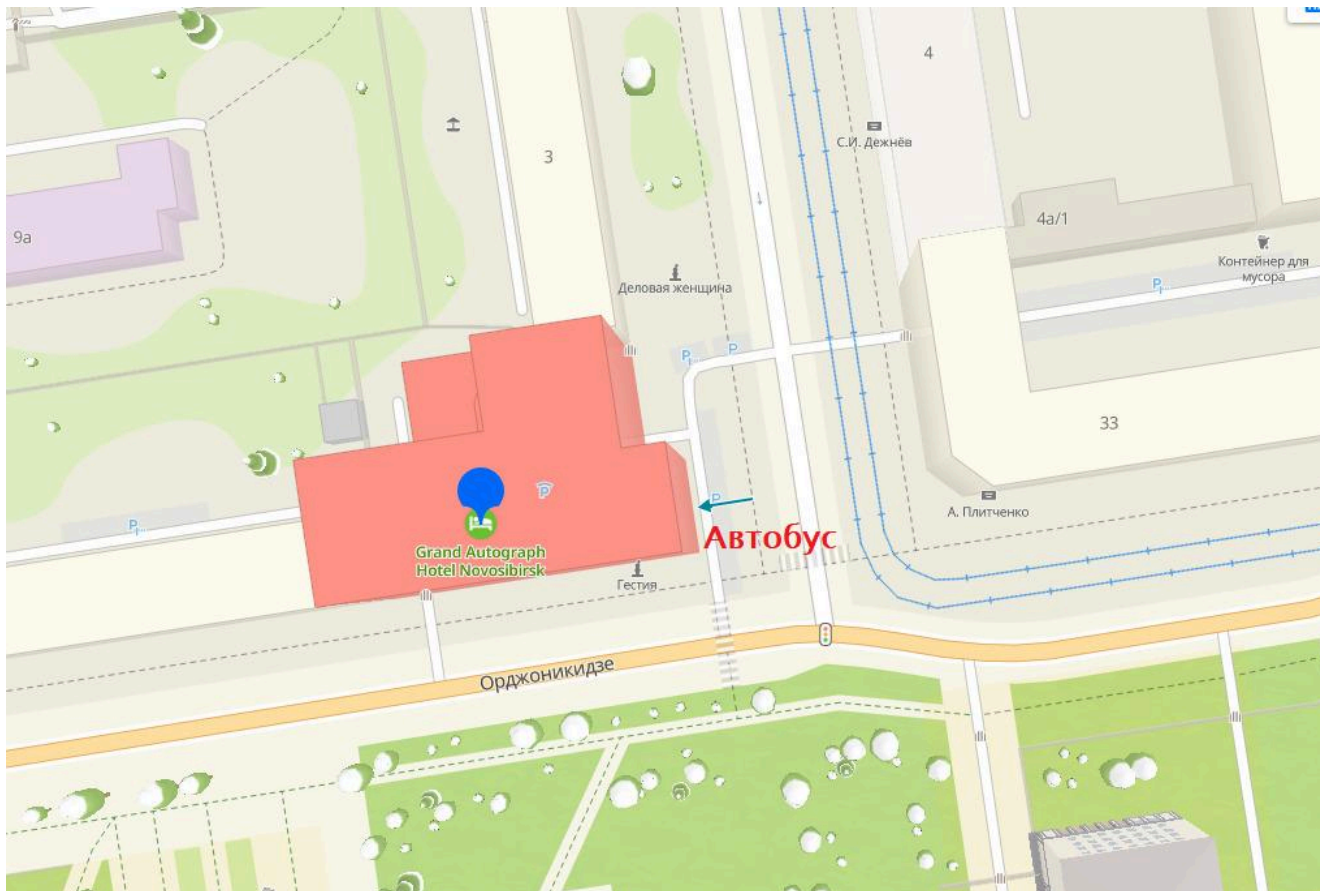 4
С.И. Дежнёв
3
4а/1
9а
Контейнер для
мусора
P
Деловая женщина
P
P
33
P
P
А. Плитченко
P
Автобус
Grand Autograph
Hotel Novosibirsk
Гестия
Орджоникидзе